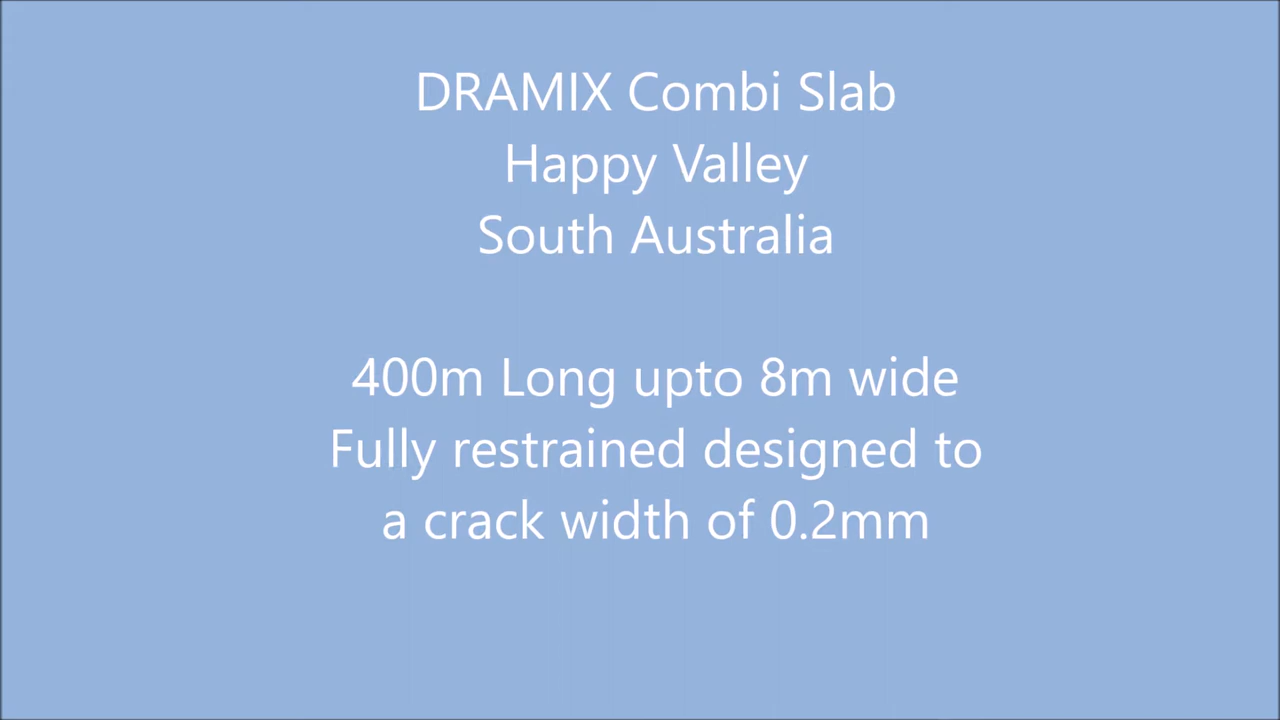 DRAMIX Combi Slab
Happy Valley
South Australia
400m Long upto 8m wide
Fully restrained designed to
a crack width of 0.2mm